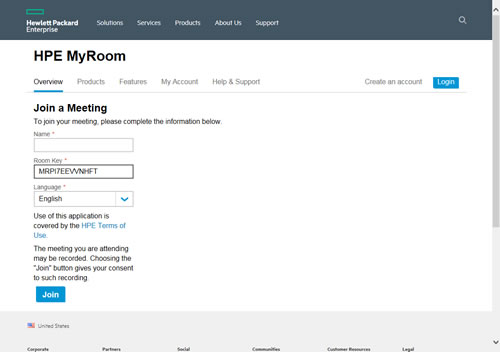 Hewlett Packard
Enterprise
Solutions Services Products About Us Support
HPE MyRoom
Overview Products Features My Account Help & Support Create an account Login
Join a Meeting
To join your meeting, please complete the information below.
Name *
Room Key *
MRPI7EEVVNHFT
Language *
English
Use of this application is
covered by the HPE Terms of
Use.
The meeting you are attending
may be recorded. Choosing the
"Join" button gives your consent
to such recording.
Join
United States
Corporate Partners Social Communities Customer Resources Legal